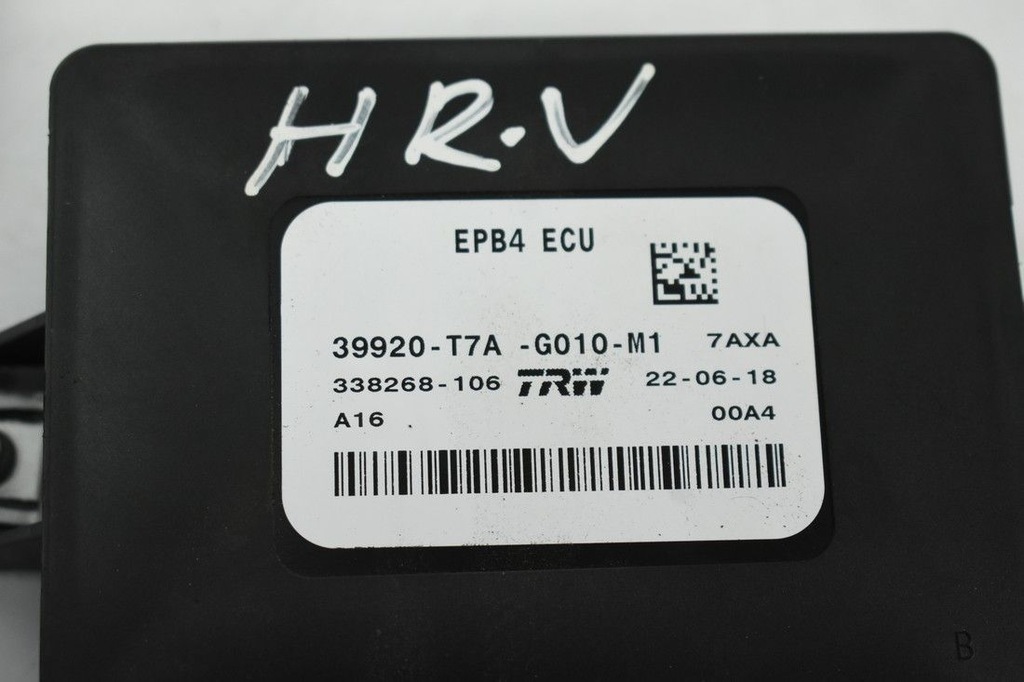 HR-V
EPB4 ECU
39920-T7A -G010-M1 7AXA
338268-106 TRW 22-06-18
A16 00A4
B